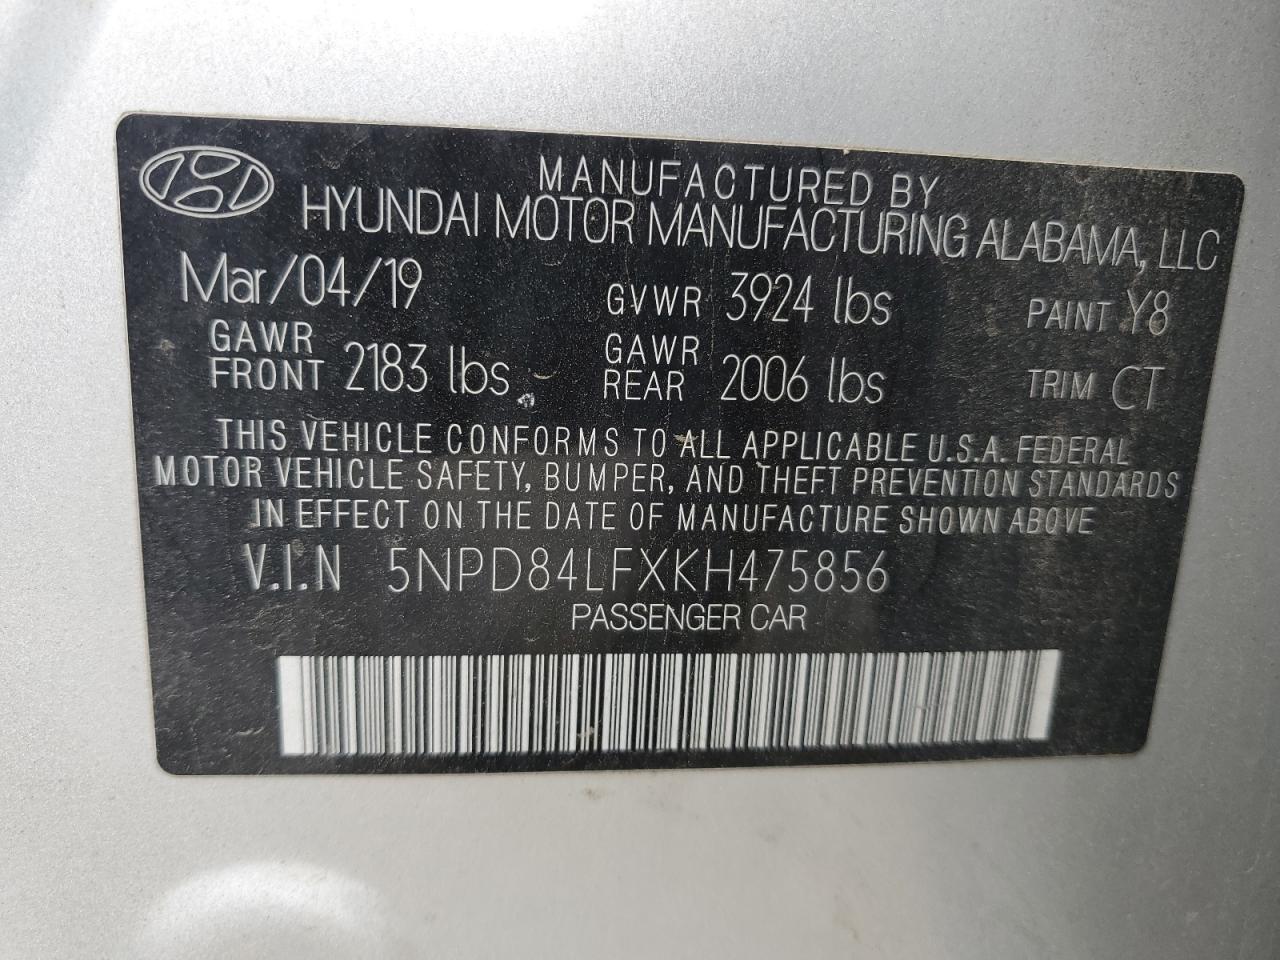 MANUFACTURED BY
HYUNDAI MOTOR MANUFACTURING ALABAMA, LLC
Mar/04/19 GVWR 3924 lbs PAINT Y8
GAWR FRONT 2183 lbs GAWR REAR 2006 lbs TRIM CT
THIS VEHICLE CONFORMS TO ALL APPLICABLE U.S.A. FEDERAL
MOTOR VEHICLE SAFETY, BUMPER, AND THEFT PREVENTION STANDARDS
IN EFFECT ON THE DATE OF MANUFACTURE SHOWN ABOVE
V.I.N 5NPD84LFXKH475856
PASSENGER CAR